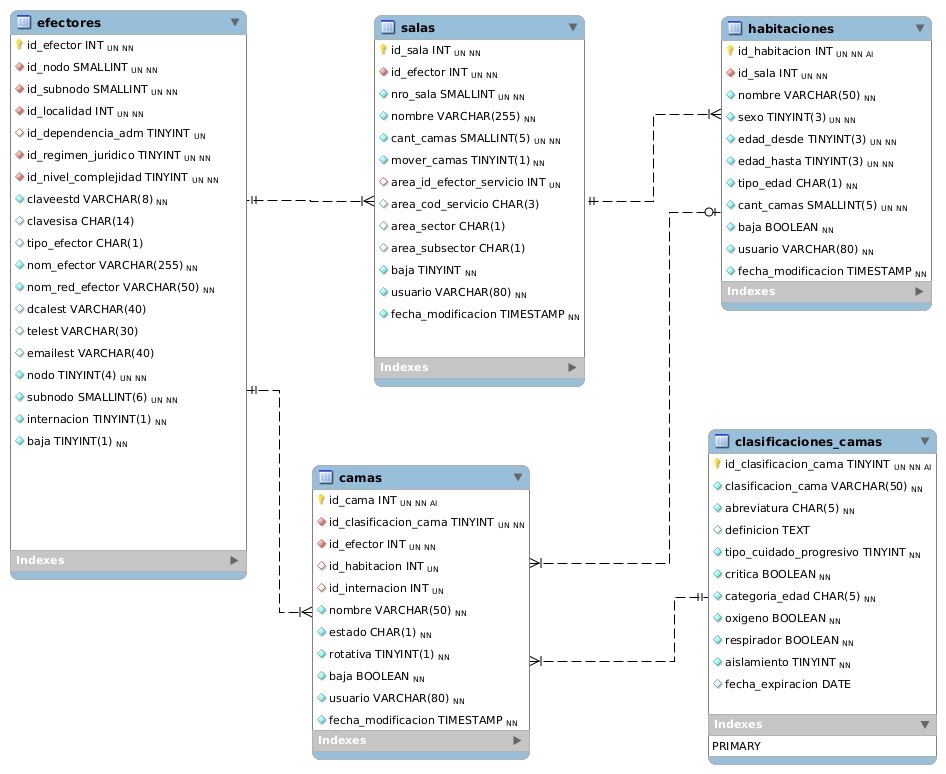 efectores
id_efector INT UN NN
id_nodo SMALLINT UN NN
id_subnodo SMALLINT UN NN
id_localidad INT UN NN
id_dependencia_adm TINYINT UN
id_regimen_juridico TINYINT UN NN
id_nivel_complejidad TINYINT UN NN
claveestd VARCHAR(8) NN
clavesisa CHAR(14)
tipo_efector CHAR(1)
nom_efector VARCHAR(255) NN
nom_red_efector VARCHAR(50) NN
dcalest VARCHAR(40)
telest VARCHAR(30)
emailest VARCHAR(40)
nodo TINYINT(4) UN NN
subnodo SMALLINT(6) UN NN
internacion TINYINT(1) NN
baja TINYINT(1) NN
Indexes
salas
id_sala INT UN NN
id_efector INT UN NN
nro_sala SMALLINT UN NN
nombre VARCHAR(255) NN
cant_camas SMALLINT(5) UN NN
mover_camas TINYINT(1) NN
area_id_efector_servicio INT UN
area_cod_servicio CHAR(3)
area_sector CHAR(1)
area_subsector CHAR(1)
baja TINYINT NN
usuario VARCHAR(80) NN
fecha_modificacion TIMESTAMP NN
Indexes
habitaciones
id_habitacion INT UN NN AI
id_sala INT UN NN
nombre VARCHAR(50) NN
sexo TINYINT(3) UN NN
edad_desde TINYINT(3) UN NN
edad_hasta TINYINT(3) UN NN
tipo_edad CHAR(1) NN
cant_camas SMALLINT(5) UN NN
baja BOOLEAN NN
usuario VARCHAR(80) NN
fecha_modificacion TIMESTAMP NN
Indexes
camas
id_cama INT UN NN AI
id_clasificacion_cama TINYINT UN NN
id_efector INT UN NN
id_habitacion INT UN
id_internacion INT UN
nombre VARCHAR(50) NN
estado CHAR(1) NN
rotativa TINYINT(1) NN
baja BOOLEAN NN
usuario VARCHAR(80) NN
fecha_modificacion TIMESTAMP NN
Indexes
clasificaciones_camas
id_clasificacion_cama TINYINT UN NN AI
clasificacion_cama VARCHAR(50) NN
abreviatura CHAR(5) NN
definicion TEXT
tipo_cuidado_progresivo TINYINT NN
critica BOOLEAN NN
categoria_edad CHAR(5) NN
oxigeno BOOLEAN NN
respirador BOOLEAN NN
aislamiento TINYINT NN
fecha_expiracion DATE
Indexes
PRIMARY